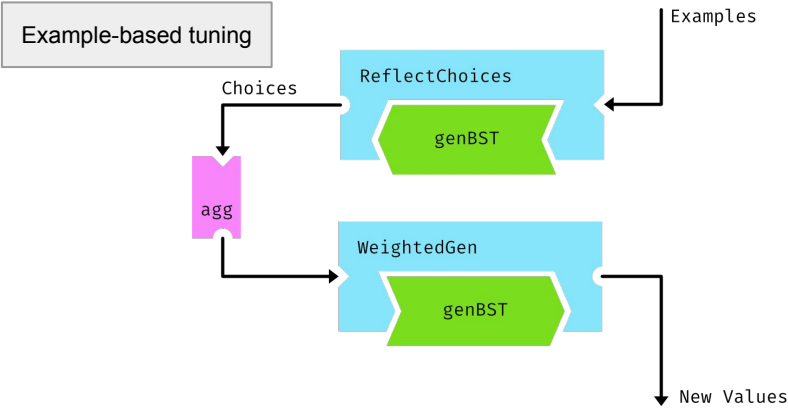 Example-based tuning
Examples
ReflectChoices
Choices
genBST
agg
WeightedGen
genBST
New Values